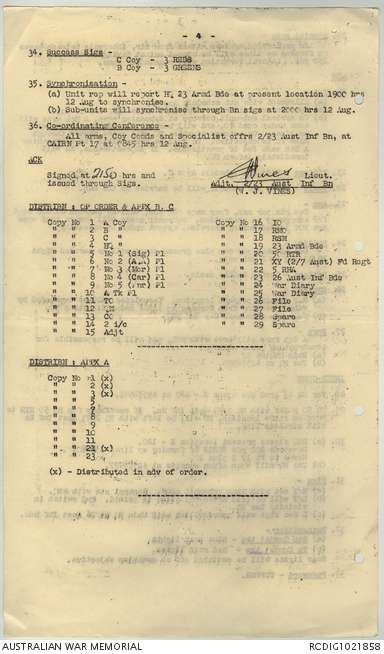 - 4 -
34. Success Sigs -
C Coy - 3 REDS
B Coy - 3 GREENS
35. Synchronisation -
(a) Unit rep will report HQ 23 Armd Bde at present location 1900 hrs
12 Aug to synchronise.
(b) Sub-units will synchronise through Bn sigs at 2000 hrs 12 Aug.
36. Co-ordinating Conference -
All arms, Coy Comds and Specialist offrs 2/23 Aust Inf Bn, at
CAIRN Pt 17 at 0845 hrs 12 Aug.
ACK
Signed at 2150 hrs and
issued through Sigs.
Lieut.
Adjt. 2/23 Aust Inf Bn
(W. J. VINES)
DISTRIBN : OP ORDER & APPX B, C
Copy No 1 A Coy
" " 2 B "
" " 3 C "
" " 4 HQ "
" " 5 No 1 (Sig) Pl
" " 6 No 2 (A.A) Pl
" " 7 No 3 (Mor) Pl
" " 8 No 4 (Car) Pl
" " 9 No 5 (Pnr) Pl
" " 10 A Tk Pl
" " 11 TO
" " 12 QM
" " 13 CO
" " 14 2 i/c
" " 15 Adjt
Copy No 16 IO
" " 17 RMO
" " 18 RSM
" " 19 23 Armd Bde
" " 20 50 RTR
" " 21 XY (2/7 Aust) Fd Regt
" " 22 5 RHA
" " 23 26 Aust Inf Bde
" " 24 War Diary
" " 25 War Diary
" " 26 File
" " 27 File
" " 28 Spare
" " 29 Spare
DISTRIBN : APPX A
Copy No 1 (x)
" " 2 (x)
" " 3 (x)
" " 5
" " 7
" " 8
" " 9
" " 10
" " 11
" " 21 (x)
" " 23
(x) - Distributed in adv of order.
AUSTRALIAN WAR MEMORIAL
RCDIG1021858